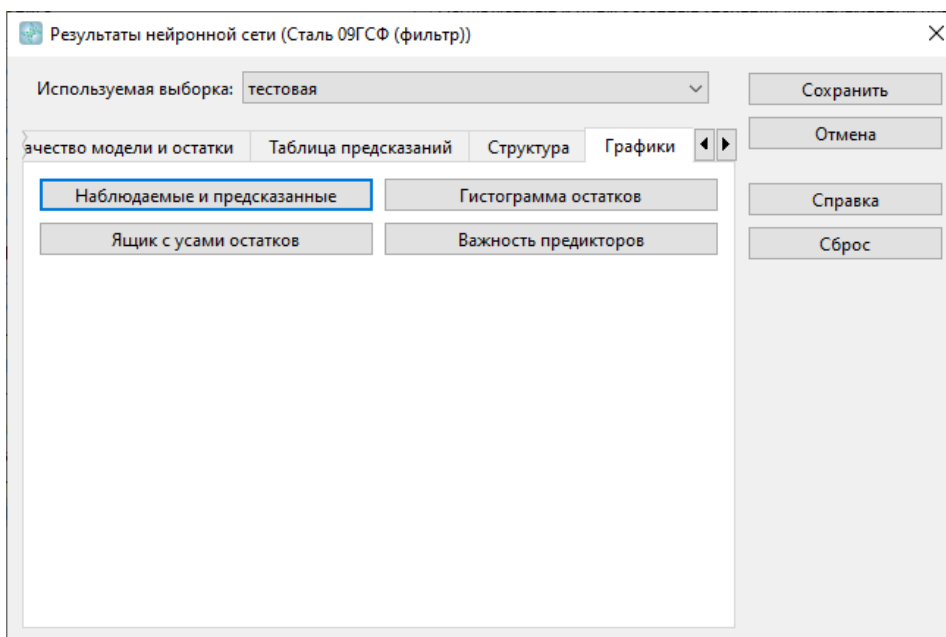 Результаты нейронной сети (Сталь 09ГСФ (фильтр))
Используемая выборка: тестовая
Сохранить
Отмена
ачество модели и остатки
Таблица предсказаний
Структура
Графики
Наблюдаемые и предсказанные
Гистограмма остатков
Справка
Ящик с усами остатков
Важность предикторов
Сброс